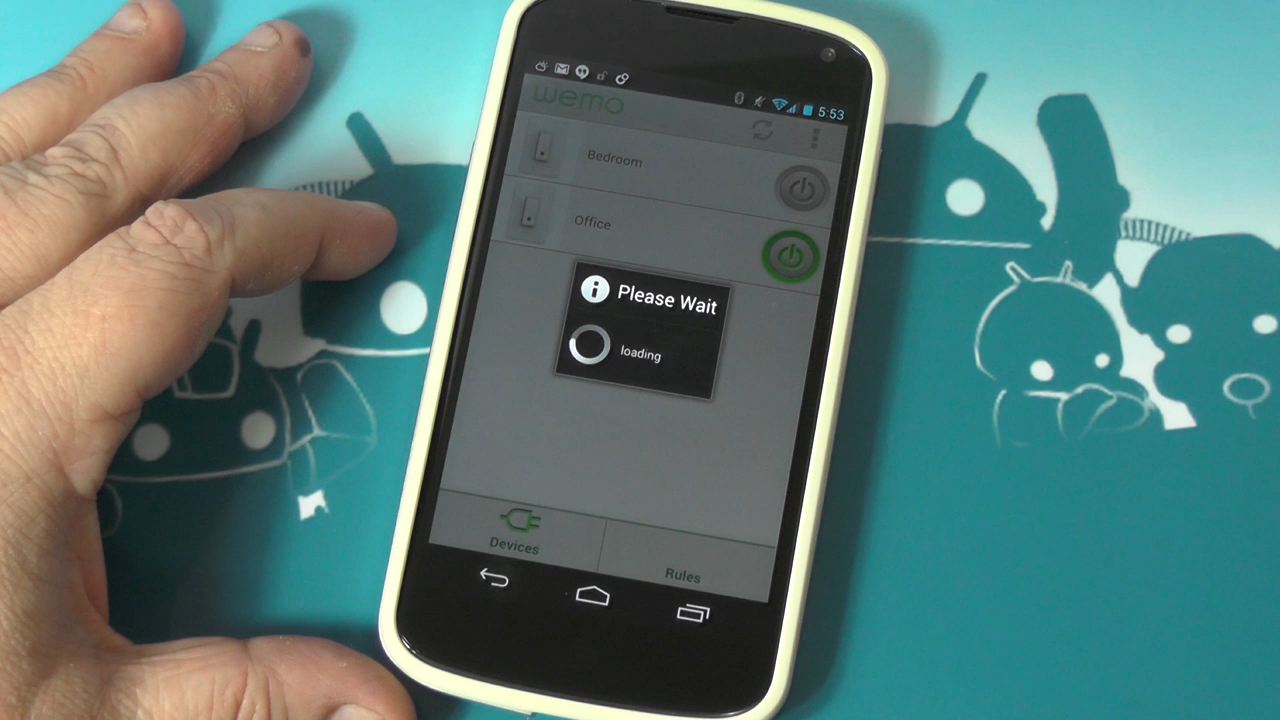 5:53
wemo
Bedroom
Office
Please Wait
loading
Devices
Rules